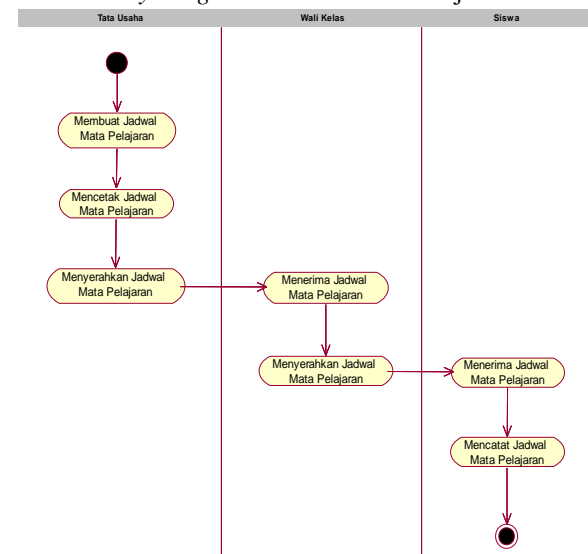 Tata Usaha
Wali Kelas
Siswa
Membuat Jadwal
Mata Pelajaran
Mencetak Jadwal
Mata Pelajaran
Menyerahkan Jadwal
Mata Pelajaran
Menerima Jadwal
Mata Pelajaran
Menyerahkan Jadwal
Mata Pelajaran
Menerima Jadwal
Mata Pelajaran
Mencatat Jadwal
Mata Pelajaran